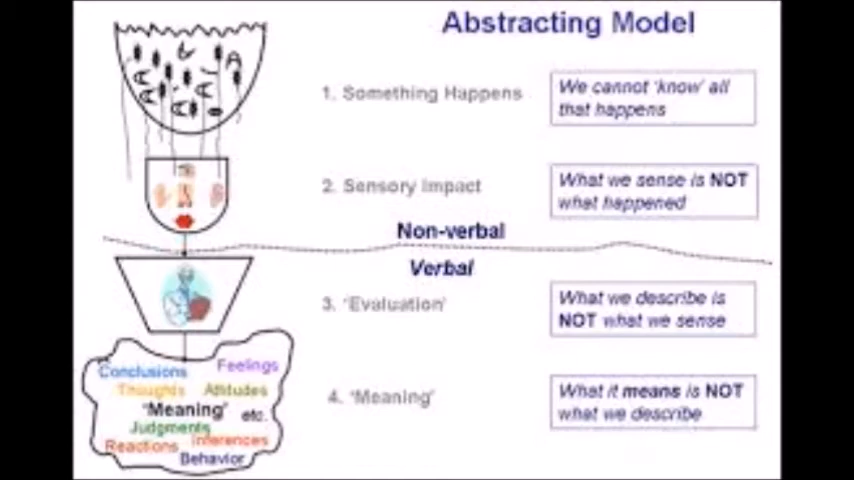 Abstracting Model
1. Something Happens
We cannot 'know' all
that happens
2. Sensory Impact
What we sense is NOT
what happened
Non-verbal
Verbal
3. 'Evaluation'
What we describe is
NOT what we sense
4. 'Meaning'
What it means is NOT
what we describe
Conclusions
Feelings
Thoughts
Attitudes
'Meaning'
etc.
Judgments
Inferences
Reactions
Behavior